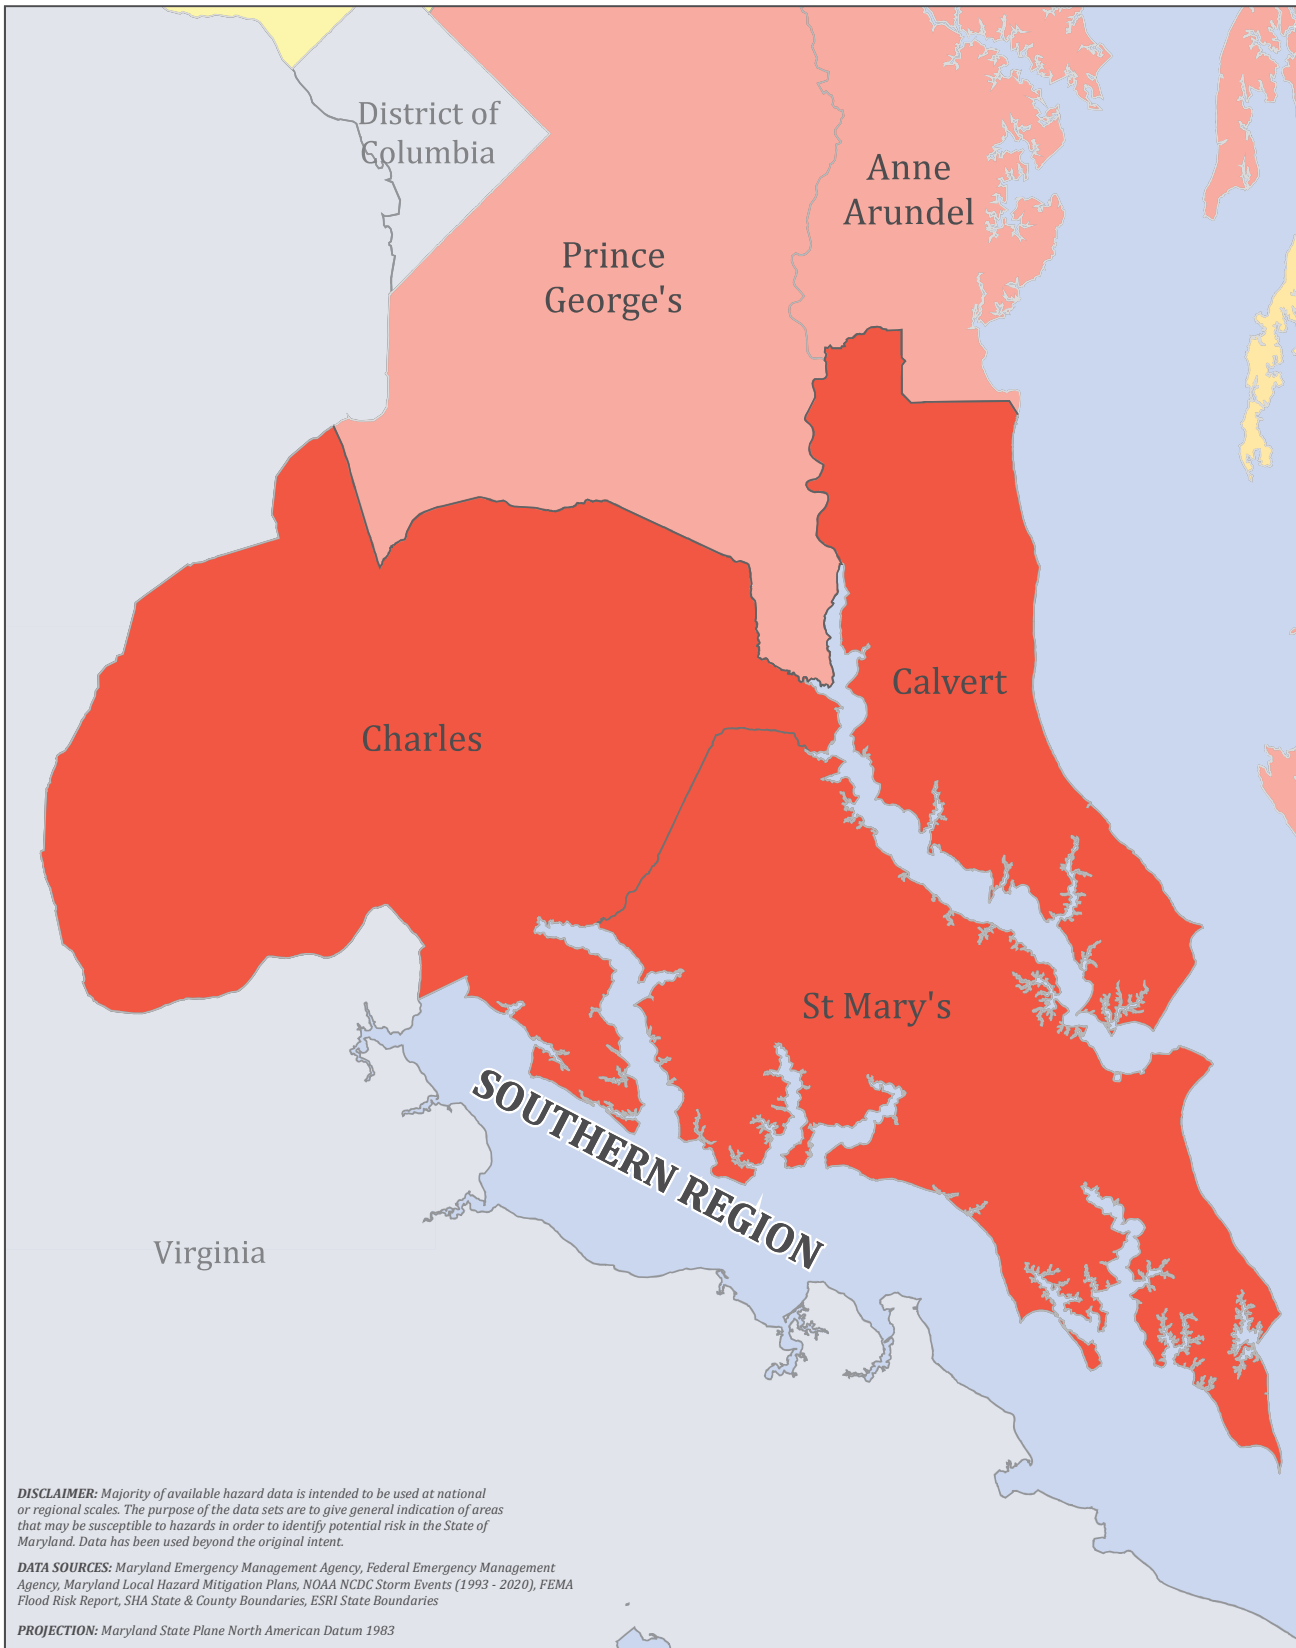 District of
Columbia
Anne
Arundel
Prince
George's
Calvert
Charles
St Mary's
SOUTHERN REGION
Virginia
DISCLAIMER: Majority of available hazard data is intended to be used at national
or regional scales. The purpose of the data sets are to give general indication of areas
that may be susceptible to hazards in order to identify potential risk in the State of
Maryland. Data has been used beyond the original intent.
DATA SOURCES: Maryland Emergency Management Agency, Federal Emergency Management
Agency, Maryland Local Hazard Mitigation Plans, NOAA NCDC Storm Events (1993 - 2020), FEMA
Flood Risk Report, SHA State & County Boundaries, ESRI State Boundaries
PROJECTION: Maryland State Plane North American Datum 1983